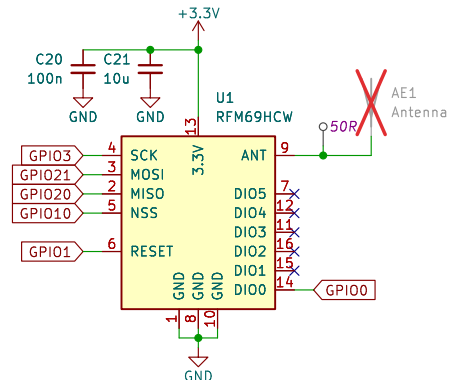 +3.3V
C20
100n
C21
10u
GND
GND
U1
RFM69HCW
AE1
Antenna
50R
13
3.3V
GPIO3 4 SCK
GPIO21 3 MOSI
GPIO20 2 MISO
GPIO10 5 NSS
GPIO1 6 RESET
ANT 9
DIO5 7
DIO4 12
DIO3 11
DIO2 16
DIO1 15
DIO0 14 GPIO0
GND GND GND
1 8 10
GND